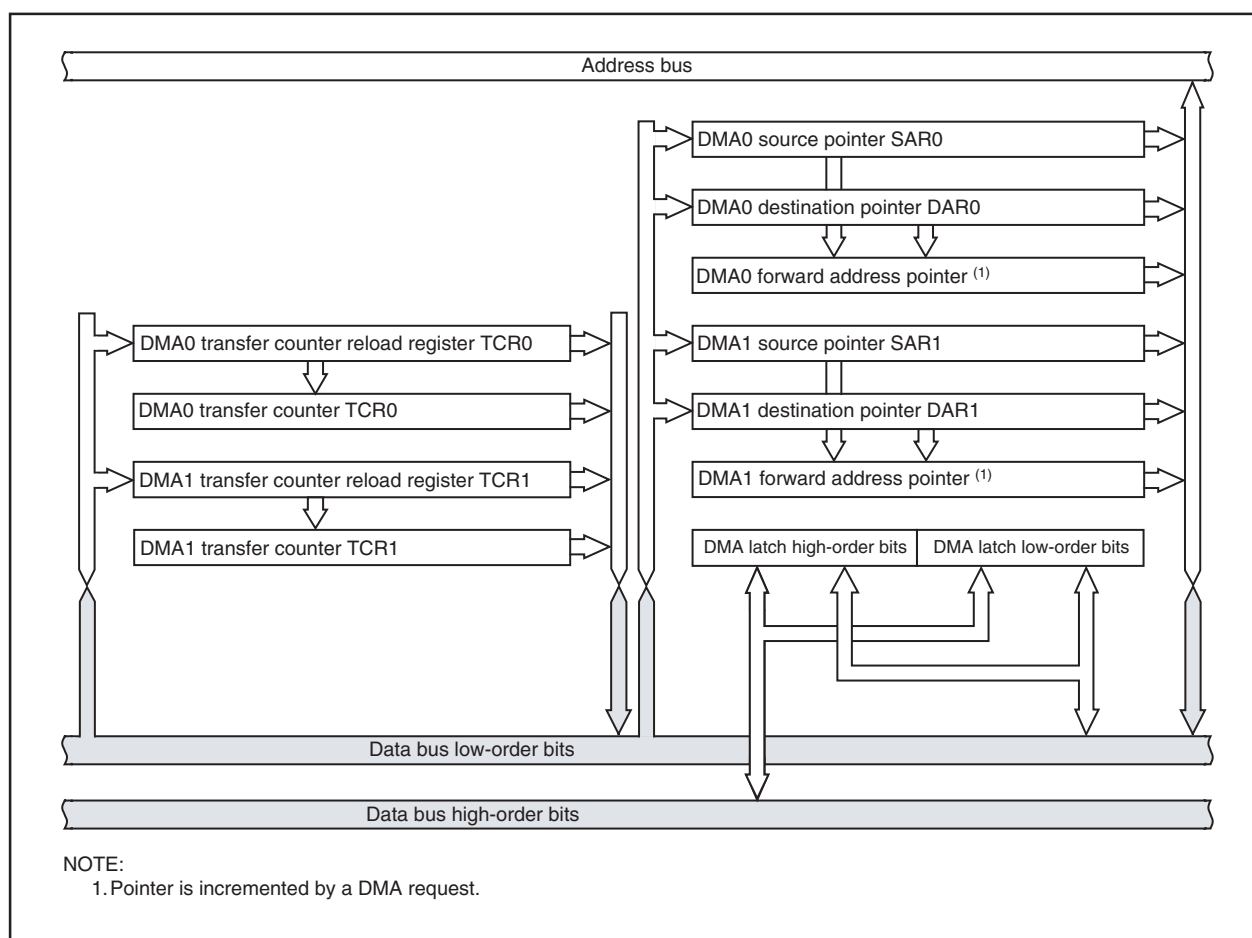 Address bus
DMA0 source pointer SAR0
DMA0 destination pointer DAR0
DMA0 forward address pointer (1)
DMA0 transfer counter reload register TCR0
DMA0 transfer counter TCR0
DMA1 transfer counter reload register TCR1
DMA1 transfer counter TCR1
DMA1 source pointer SAR1
DMA1 destination pointer DAR1
DMA1 forward address pointer (1)
DMA latch high-order bits
DMA latch low-order bits
Data bus low-order bits
Data bus high-order bits
NOTE:
1. Pointer is incremented by a DMA request.